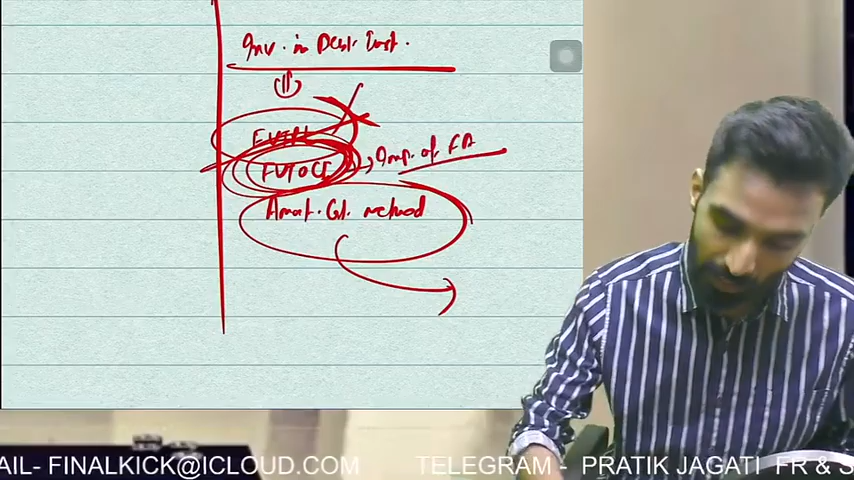 Inv. in Debt. Inst.
FVTPL
FVTOCI → Imp. of FA
Amort. Cst. method
AIL- FINALKICK@ICLOUD.COM TELEGRAM - PRATIK JAGATI FR & S